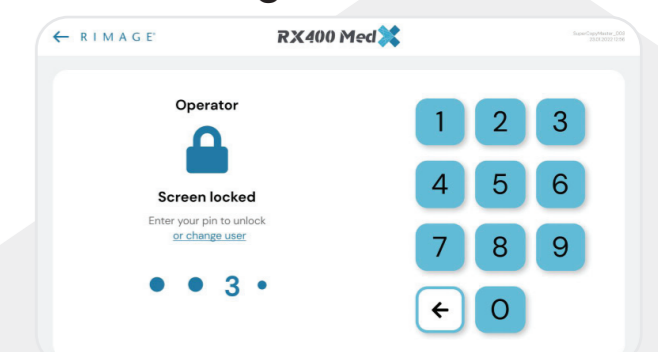 ← RIMAGE®
RX400 MedX
Operator
Screen locked
Enter your pin to unlock
or change user
● ● 3 •
1 2 3
4 5 6
7 8 9
← 0